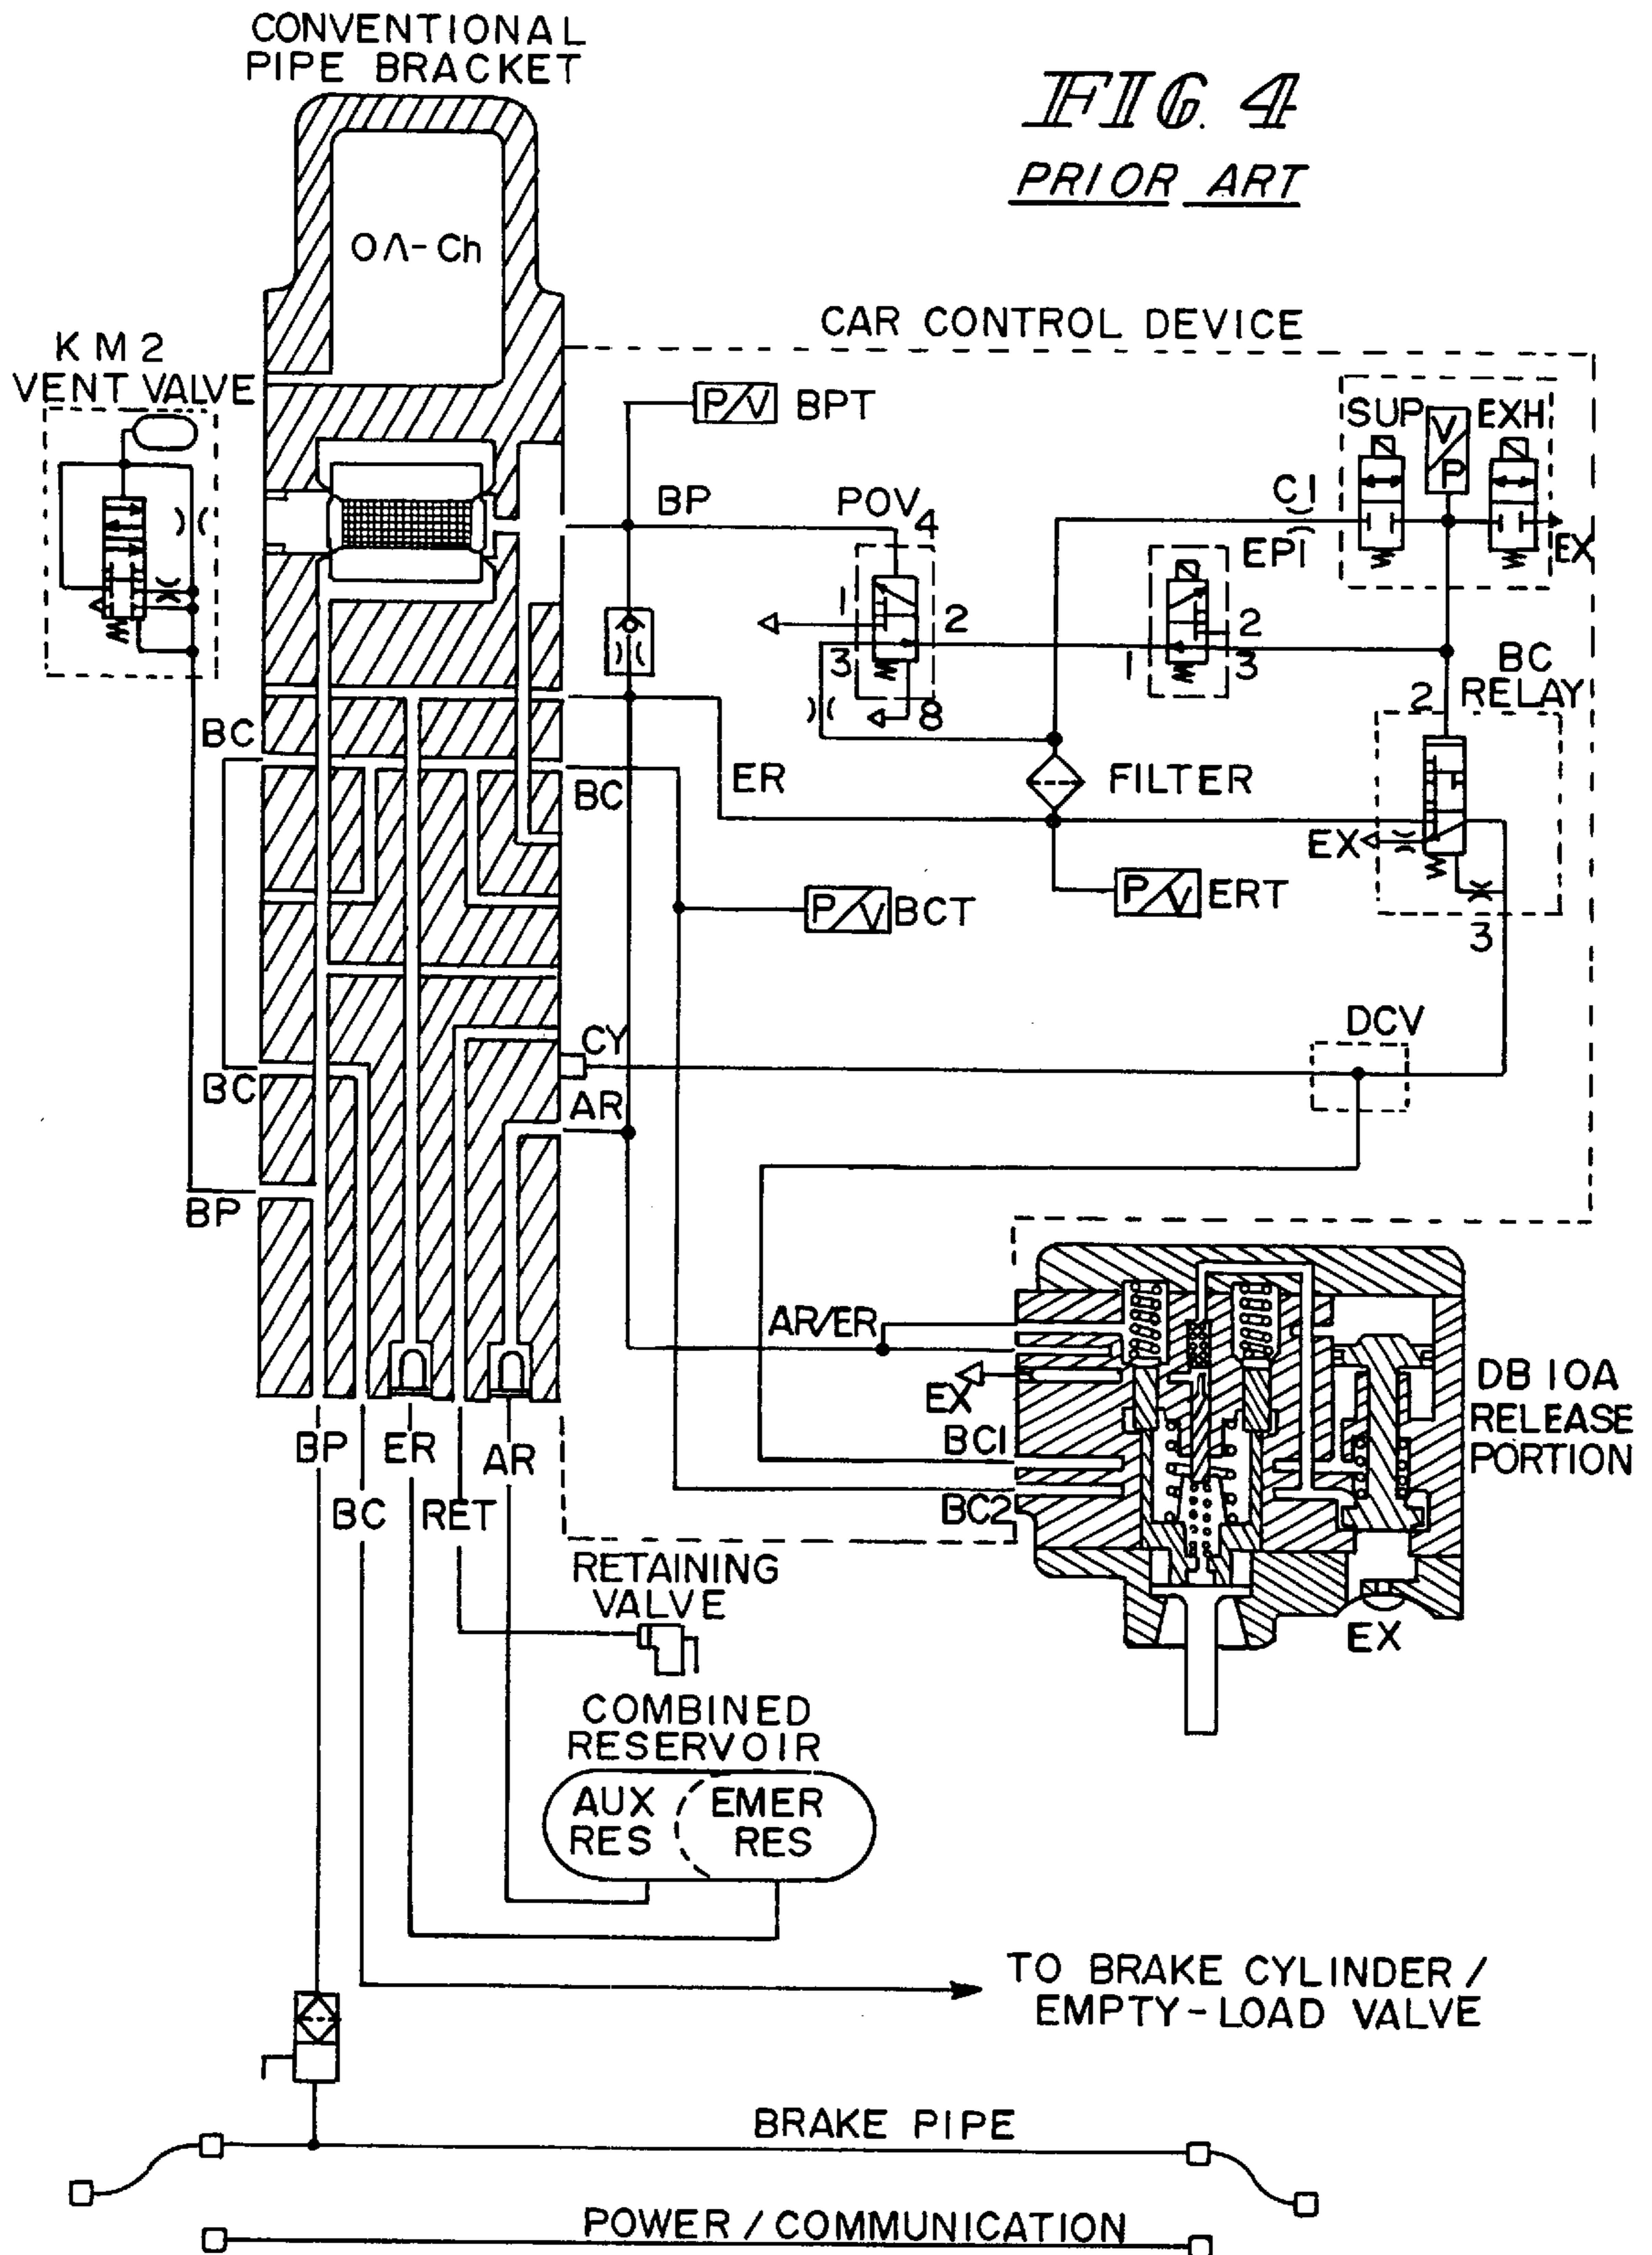 CONVENTIONAL
PIPE BRACKET
FIG. 4
PRIOR ART
OΛ-Ch
CAR CONTROL DEVICE
KM2
VENT VALVE
P/V BPT
SUP
V/P
EXH
BP
POV
4
C1
EP1
EX
1
2
3
8
2
1
3
BC
RELAY
2
BC
BC
ER
FILTER
EX
P/V BCT
P/V ERT
3
CY
DCV
BC
AR
BP
AR/ER
EX
BC1
BC2
DB 10A
RELEASE
PORTION
EX
BP
ER
AR
BC
RET
RETAINING
VALVE
COMBINED
RESERVOIR
AUX
RES
EMER
RES
TO BRAKE CYLINDER/
EMPTY-LOAD VALVE
BRAKE PIPE
POWER/COMMUNICATION